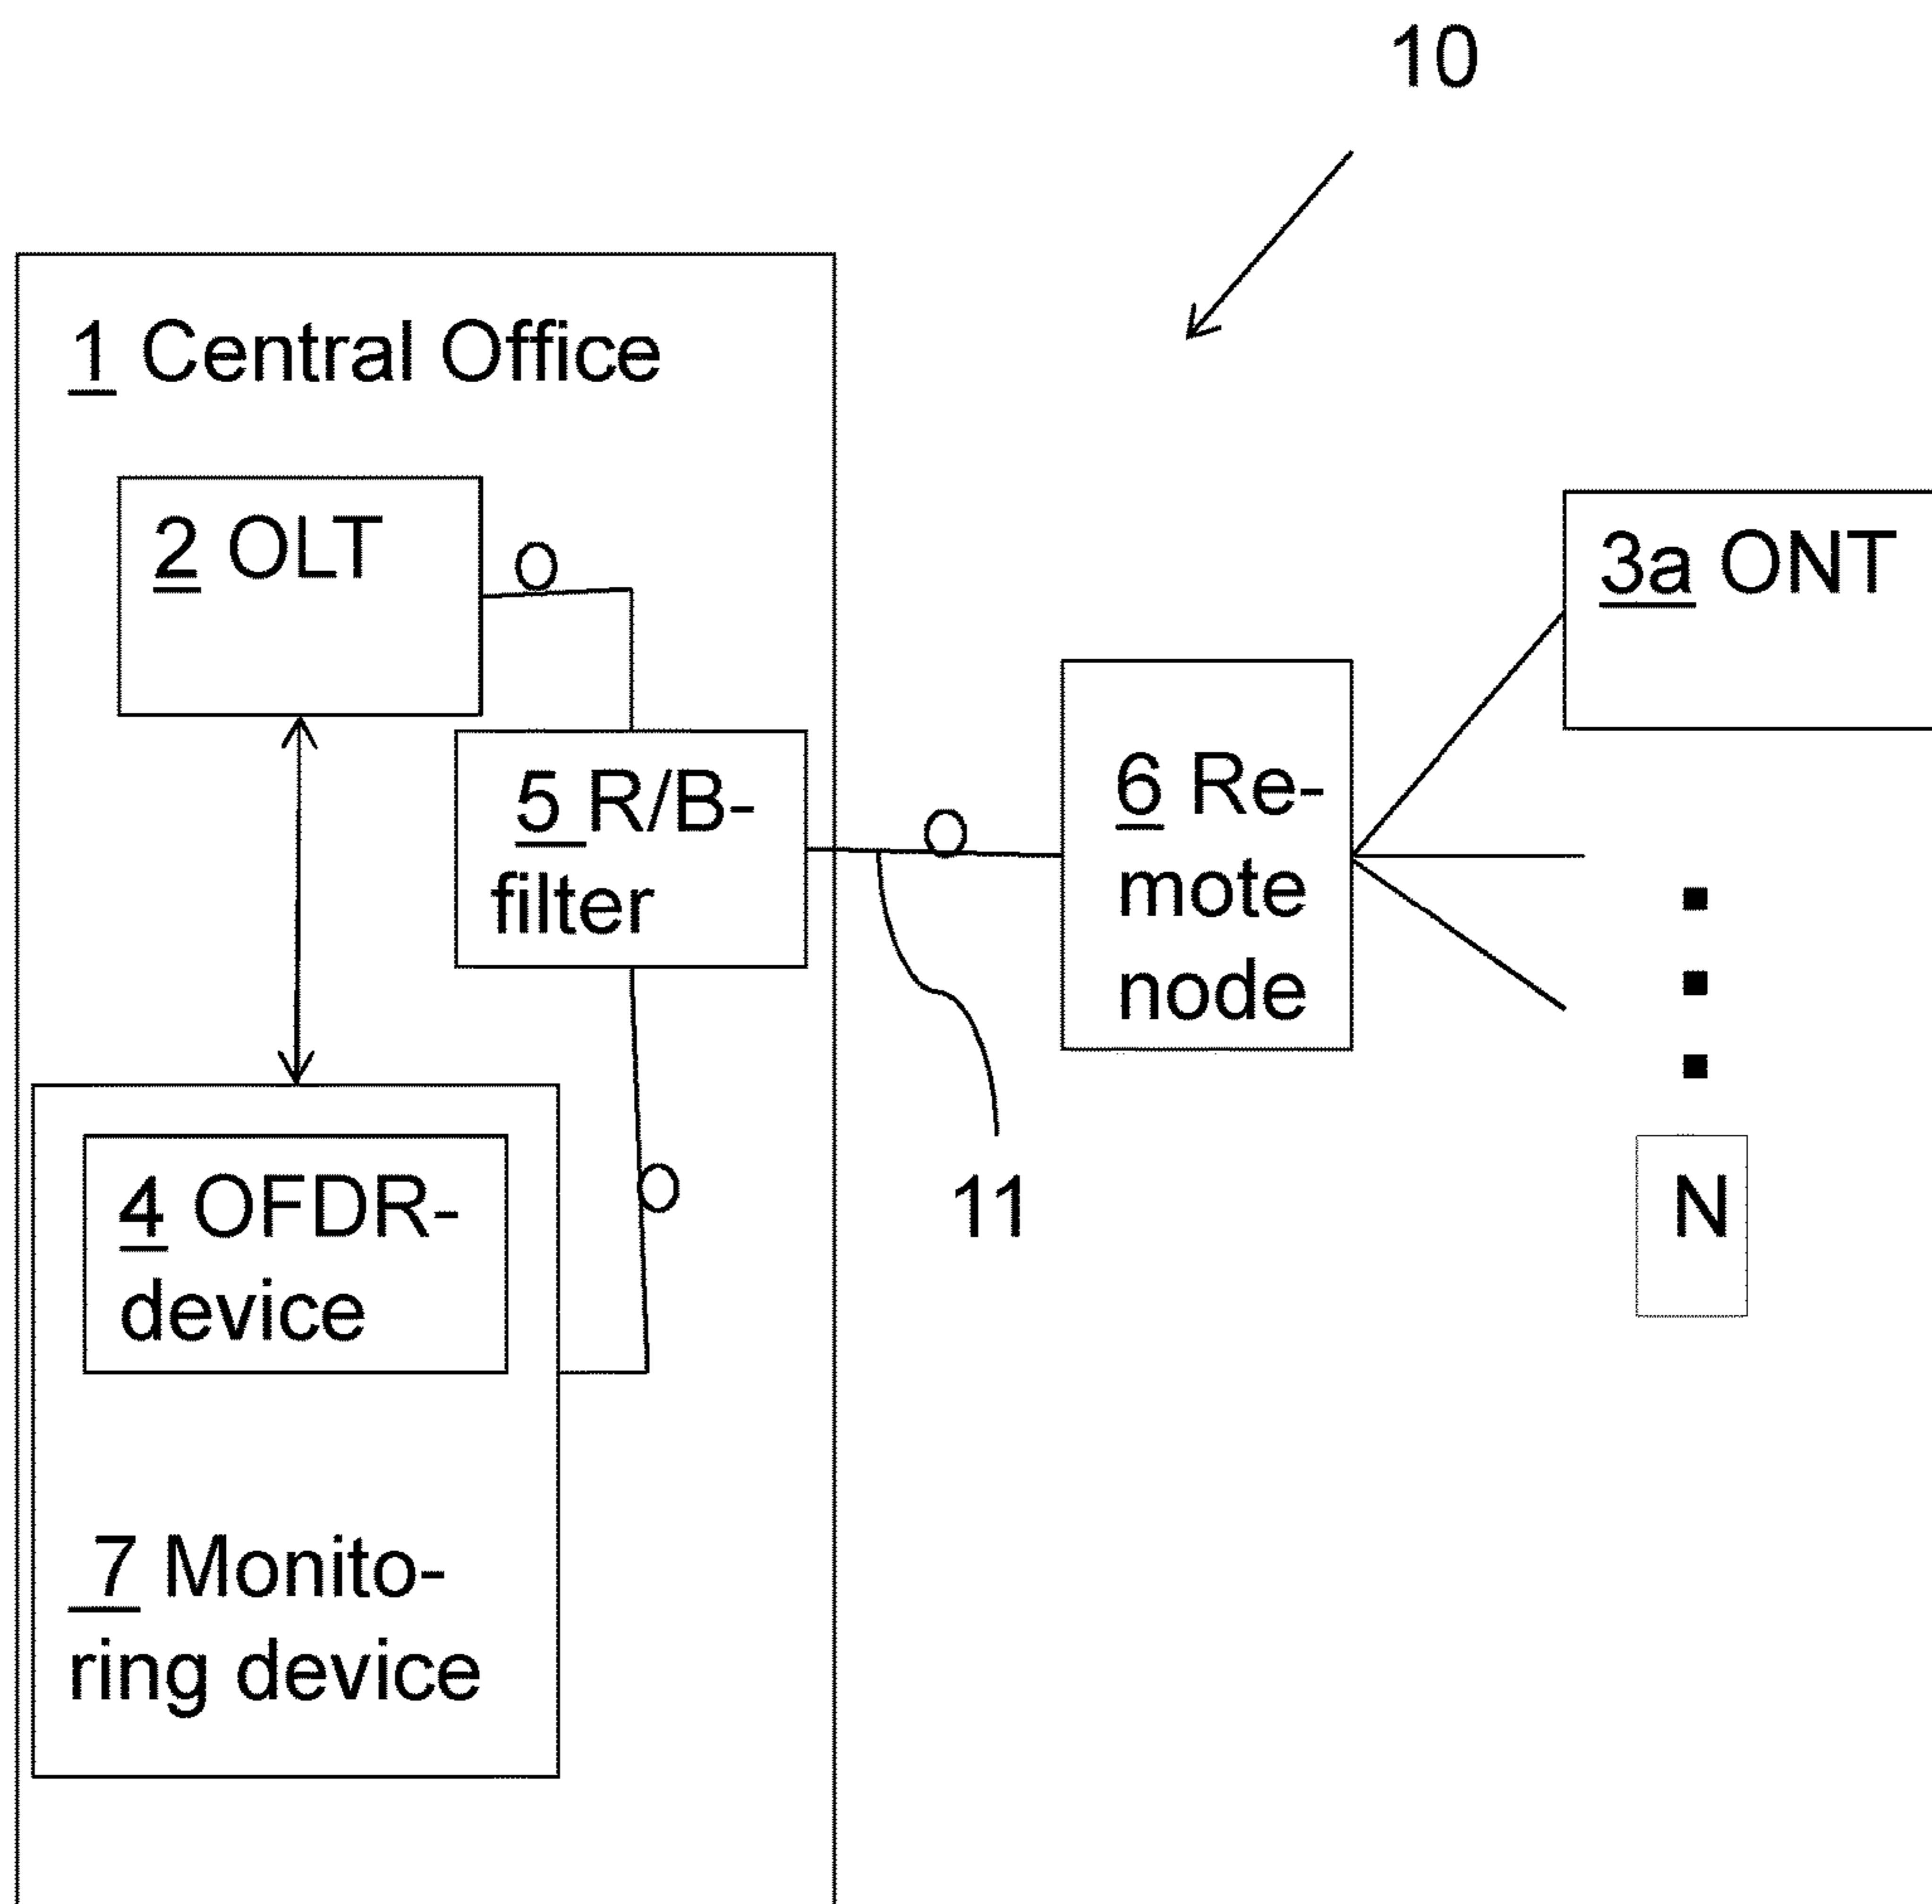 10
1 Central Office
2 OLT
3a ONT
5 R/B-
filter
6 Re-
mote
node
4 OFDR-
device
11
N
7 Monito-
ring device